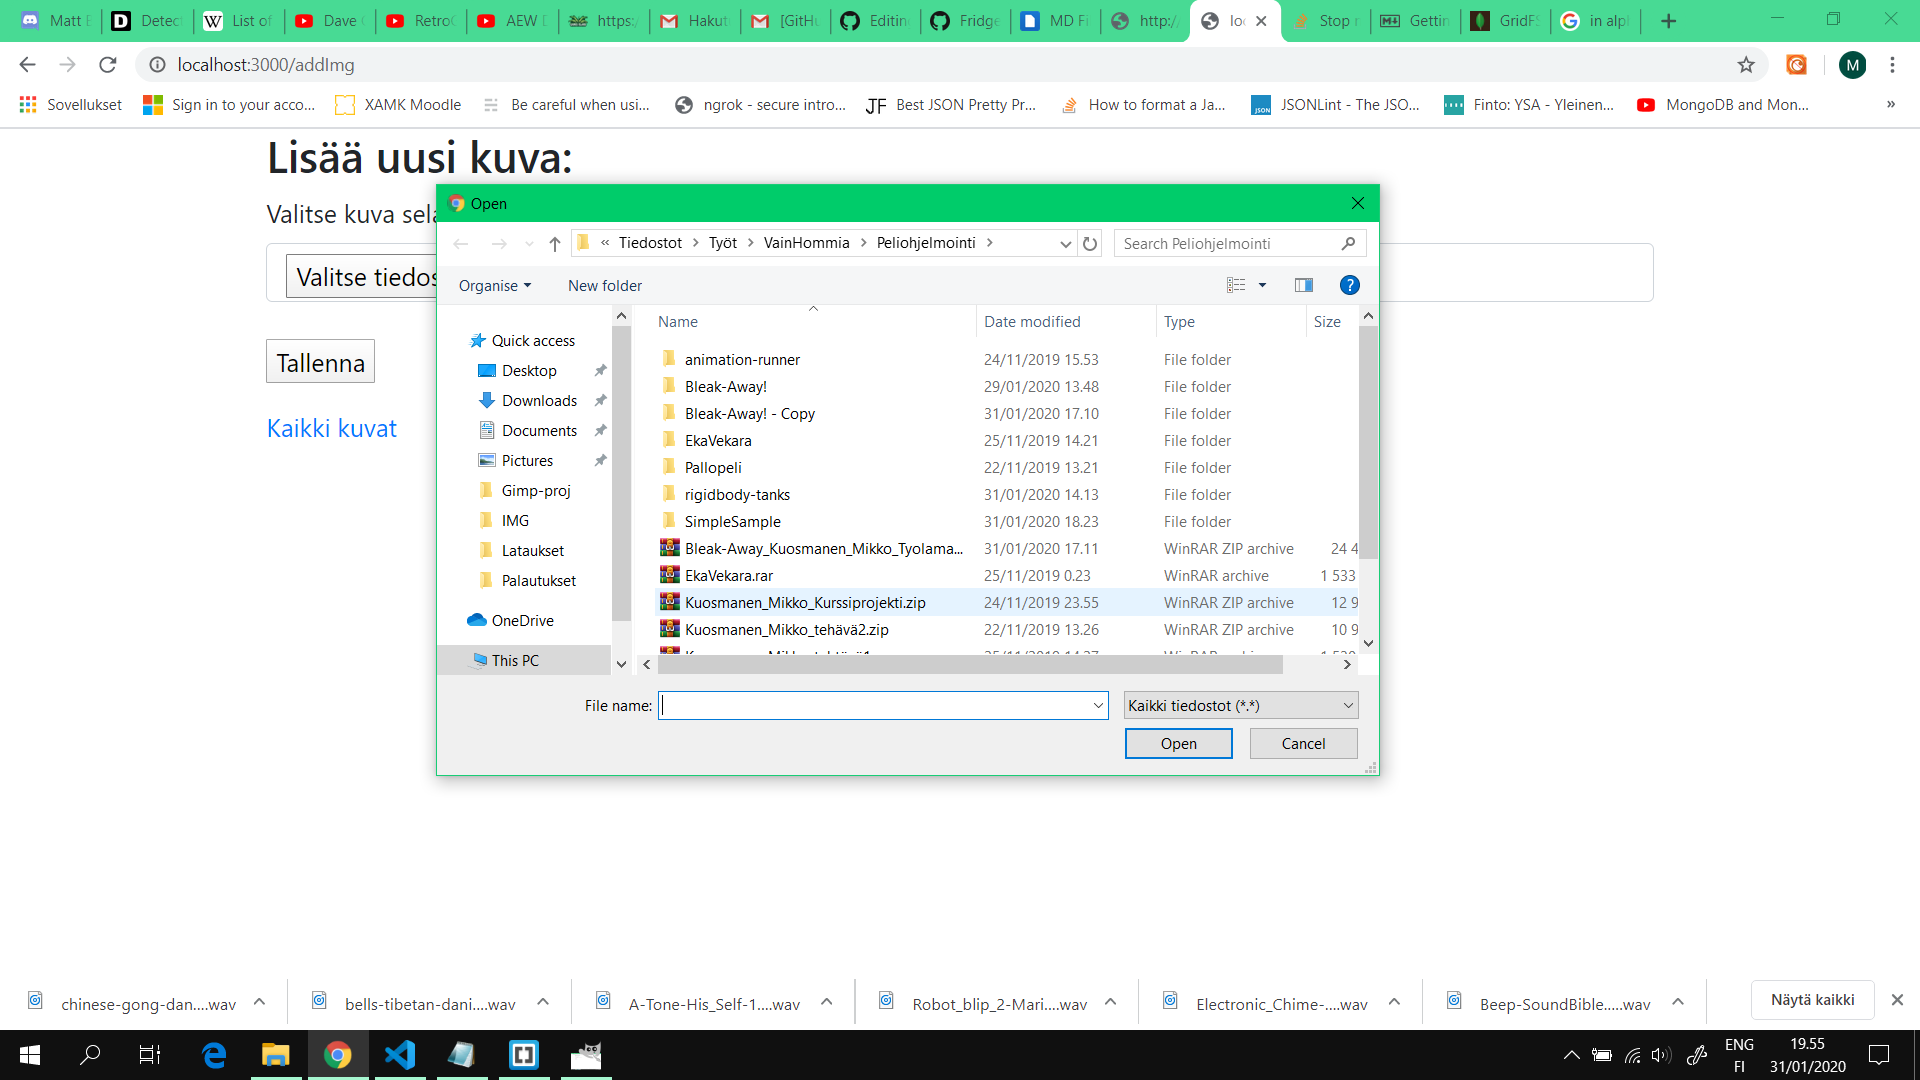 Matt E
Detect
List of
Dave C
RetroG
AEW D
https:/
Hakut
[GitHu
Editing
Fridge
MD Fi
http://
loc
Stop r
Gettin
GridFS
in alph
localhost:3000/addImg
M
Sovellukset
Sign in to your acco...
XAMK Moodle
Be careful when usi...
ngrok - secure intro...
Best JSON Pretty Pr...
How to format a Ja...
JSONLint - The JSO...
Finto: YSA - Yleinen...
MongoDB and Mon...
»
Lisää uusi kuva:
Valitse kuva sela
Valitse tiedos
Tallenna
Kaikki kuvat
Open
« Tiedostot > Työt > VainHommia > Peliohjelmointi >
Search Peliohjelmointi
Organise
New folder
Quick access
Desktop
Downloads
Documents
Pictures
Gimp-proj
IMG
Lataukset
Palautukset
OneDrive
This PC
Name Date modified Type Size
animation-runner 24/11/2019 15.53 File folder
Bleak-Away! 29/01/2020 13.48 File folder
Bleak-Away! - Copy 31/01/2020 17.10 File folder
EkaVekara 25/11/2019 14.21 File folder
Pallopeli 22/11/2019 13.21 File folder
rigidbody-tanks 31/01/2020 14.13 File folder
SimpleSample 31/01/2020 18.23 File folder
Bleak-Away_Kuosmanen_Mikko_Tyolama... 31/01/2020 17.11 WinRAR ZIP archive 24 4
EkaVekara.rar 25/11/2019 0.23 WinRAR archive 1 533
Kuosmanen_Mikko_Kurssiprojekti.zip 24/11/2019 23.55 WinRAR ZIP archive 12 9
Kuosmanen_Mikko_tehävä2.zip 22/11/2019 13.26 WinRAR ZIP archive 10 9
File name:
Kaikki tiedostot (*.*)
Open
Cancel
chinese-gong-dan....wav
bells-tibetan-dani....wav
A-Tone-His_Self-1....wav
Robot_blip_2-Mari....wav
Electronic_Chime-....wav
Beep-SoundBible.....wav
Näytä kaikki
ENG
FI
19.55
31/01/2020